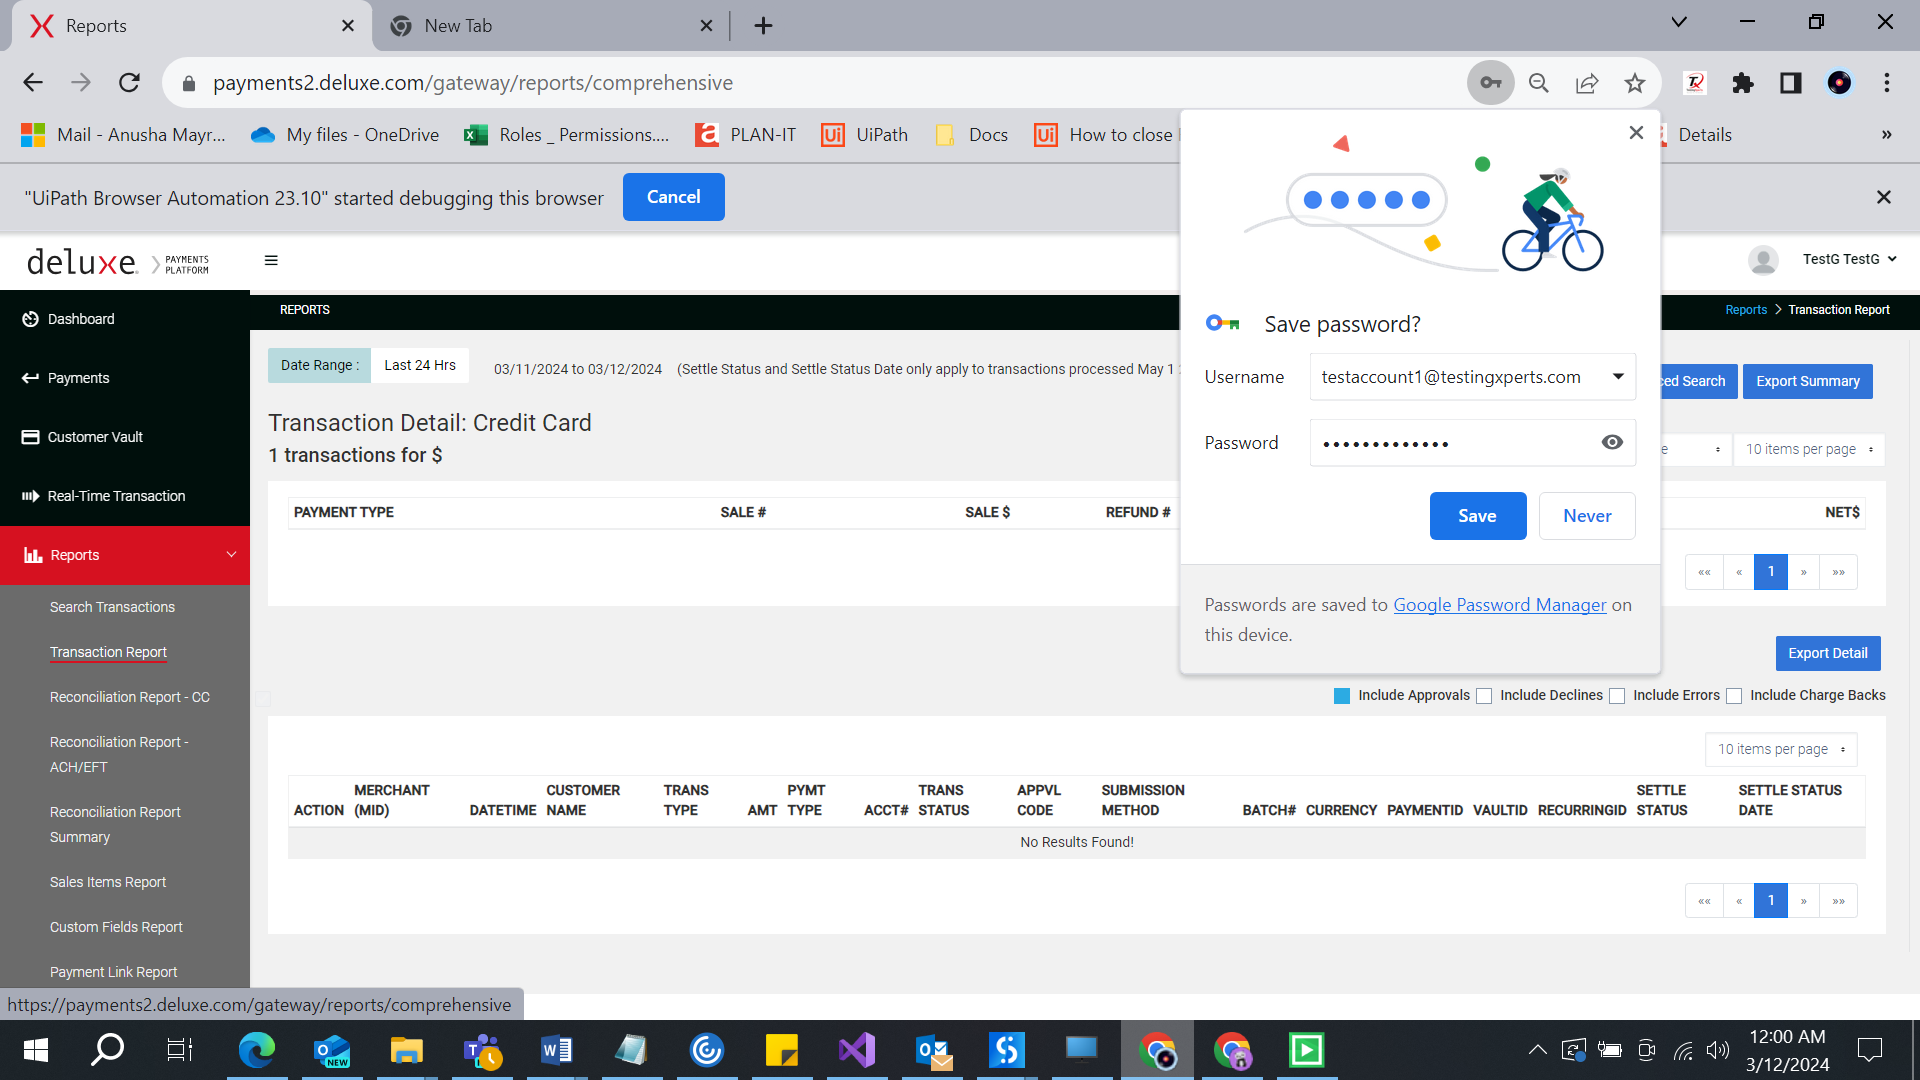 Reports
New Tab
payments2.deluxe.com/gateway/reports/comprehensive
Mail - Anusha Mayr...
My files - OneDrive
Roles _ Permissions....
PLAN-IT
UiPath
Docs
How to close
Details
"UiPath Browser Automation 23.10" started debugging this browser
Cancel
deluxe
PAYMENTS
PLATFORM
TestG TestG
Dashboard
Payments
Customer Vault
Real-Time Transaction
Reports
Search Transactions
Transaction Report
Reconciliation Report - CC
Reconciliation Report -
ACH/EFT
Reconciliation Report
Summary
Sales Items Report
Custom Fields Report
Payment Link Report
REPORTS
Reports > Transaction Report
Date Range :
Last 24 Hrs
03/11/2024 to 03/12/2024
(Settle Status and Settle Status Date only apply to transactions processed May 1
Search
Export Summary
Transaction Detail: Credit Card
1 transactions for $
10 items per page
PAYMENT TYPE
SALE #
SALE $
REFUND #
NET$
««
«
1
»
»»
Save password?
Username
testaccount1@testingxperts.com
Password
Save
Never
Passwords are saved to Google Password Manager on
this device.
Export Detail
Include Approvals
Include Declines
Include Errors
Include Charge Backs
10 items per page
ACTION
MERCHANT
(MID)
DATETIME
CUSTOMER
NAME
TRANS
TYPE
AMT
PYMT
TYPE
ACCT#
TRANS
STATUS
APPVL
CODE
SUBMISSION
METHOD
BATCH#
CURRENCY
PAYMENTID
VAULTID
RECURRINGID
SETTLE
STATUS
SETTLE STATUS
DATE
No Results Found!
««
«
1
»
»»
https://payments2.deluxe.com/gateway/reports/comprehensive
NEW
12:00 AM
3/12/2024